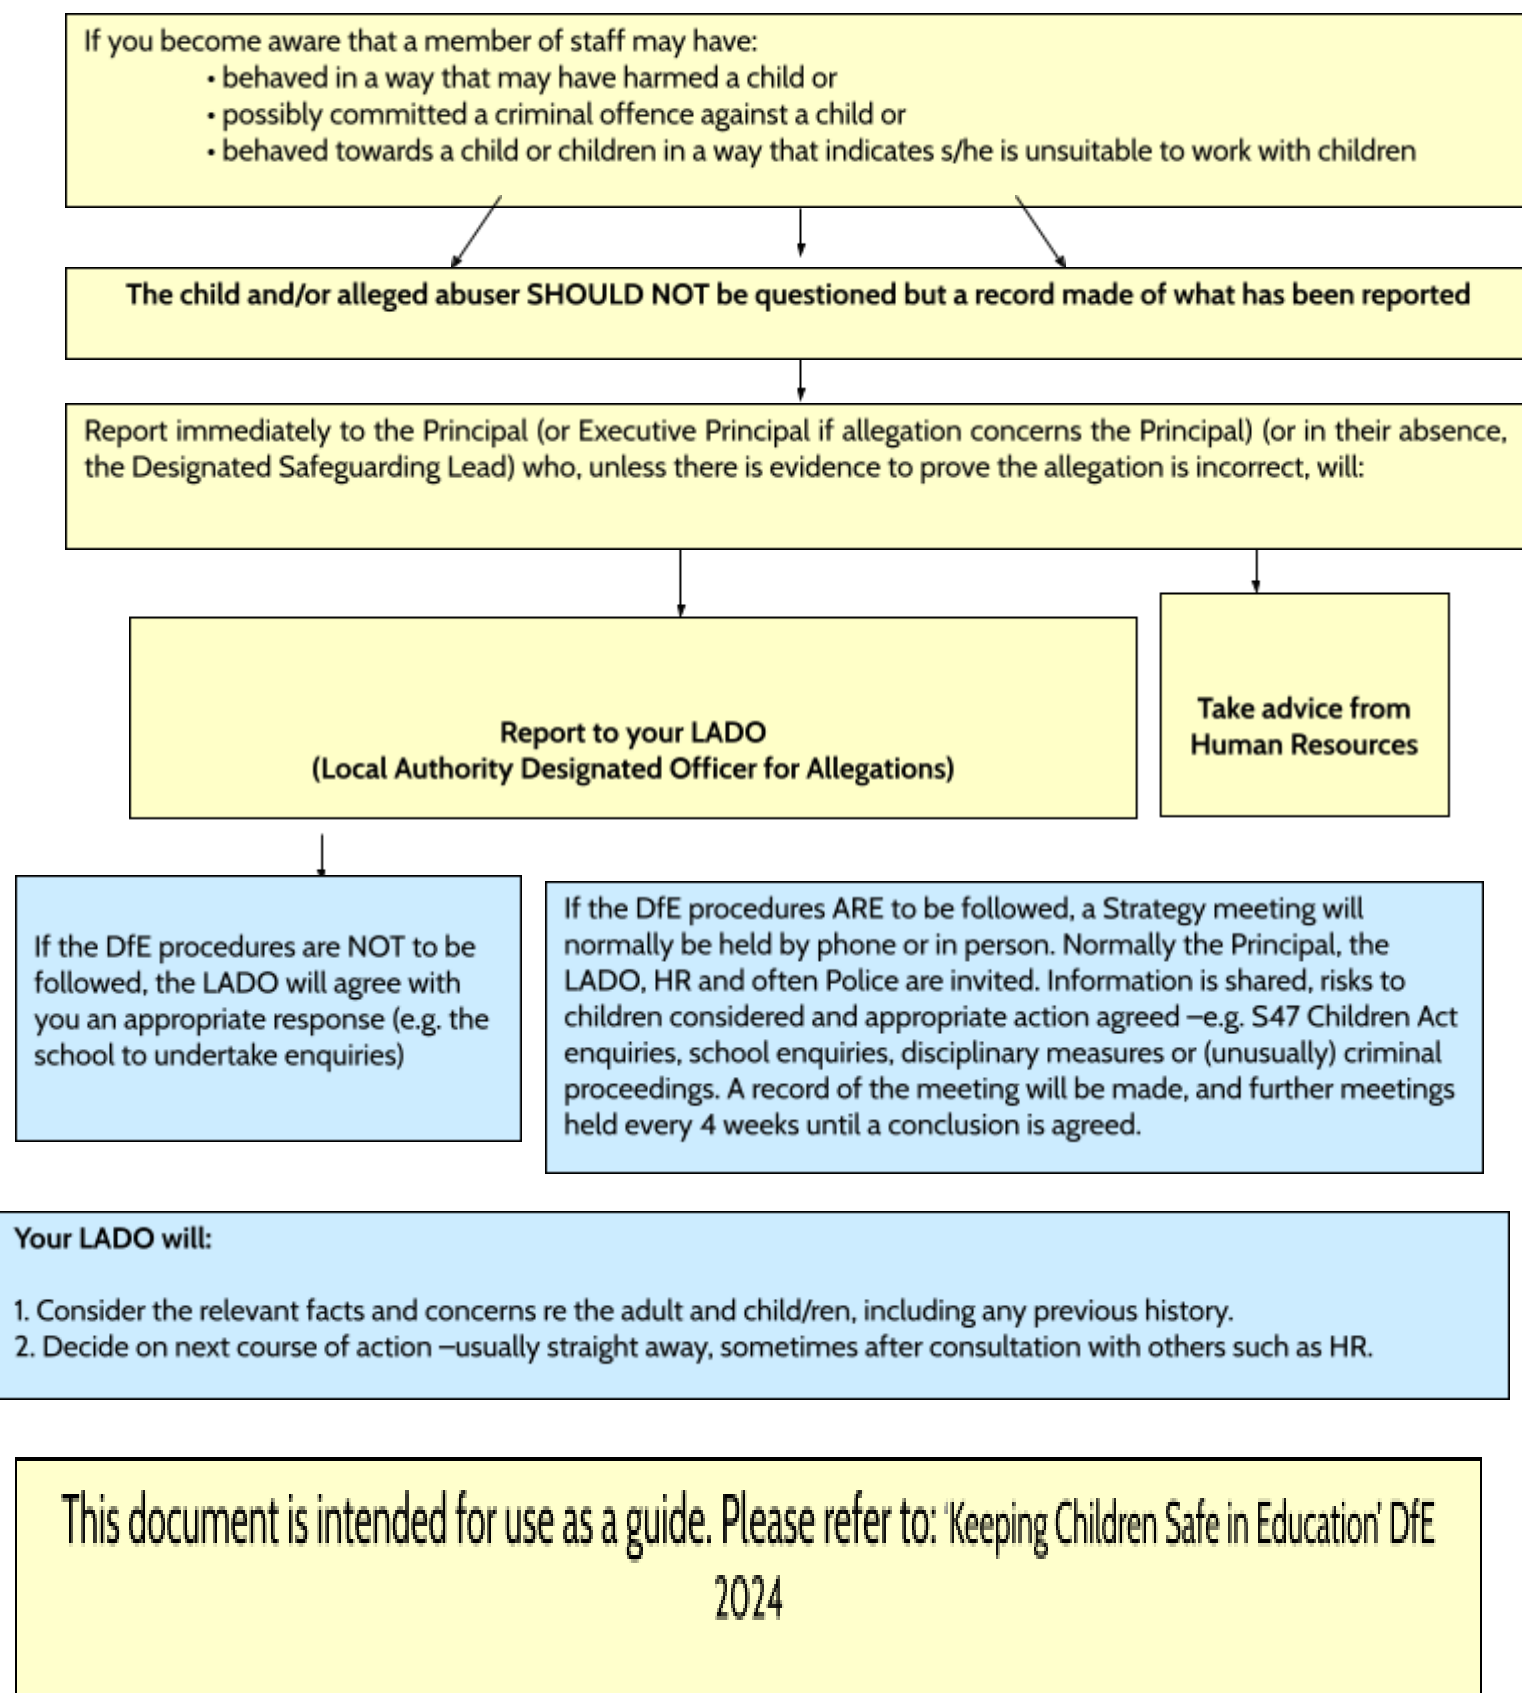 If you become aware that a member of staff may have:
• behaved in a way that may have harmed a child or
• possibly committed a criminal offence against a child or
• behaved towards a child or children in a way that indicates s/he is unsuitable to work with children
The child and/or alleged abuser SHOULD NOT be questioned but a record made of what has been reported
Report immediately to the Principal (or Executive Principal if allegation concerns the Principal) (or in their absence,
the Designated Safeguarding Lead) who, unless there is evidence to prove the allegation is incorrect, will:
Report to your LADO
(Local Authority Designated Officer for Allegations)
Take advice from
Human Resources
If the DfE procedures are NOT to be
followed, the LADO will agree with
you an appropriate response (e.g. the
school to undertake enquiries)
If the DfE procedures ARE to be followed, a Strategy meeting will
normally be held by phone or in person. Normally the Principal, the
LADO, HR and often Police are invited. Information is shared, risks to
children considered and appropriate action agreed –e.g. S47 Children Act
enquiries, school enquiries, disciplinary measures or (unusually) criminal
proceedings. A record of the meeting will be made, and further meetings
held every 4 weeks until a conclusion is agreed.
Your LADO will:
1. Consider the relevant facts and concerns re the adult and child/ren, including any previous history.
2. Decide on next course of action –usually straight away, sometimes after consultation with others such as HR.
This document is intended for use as a guide. Please refer to: ‘Keeping Children Safe in Education’ DfE
2024